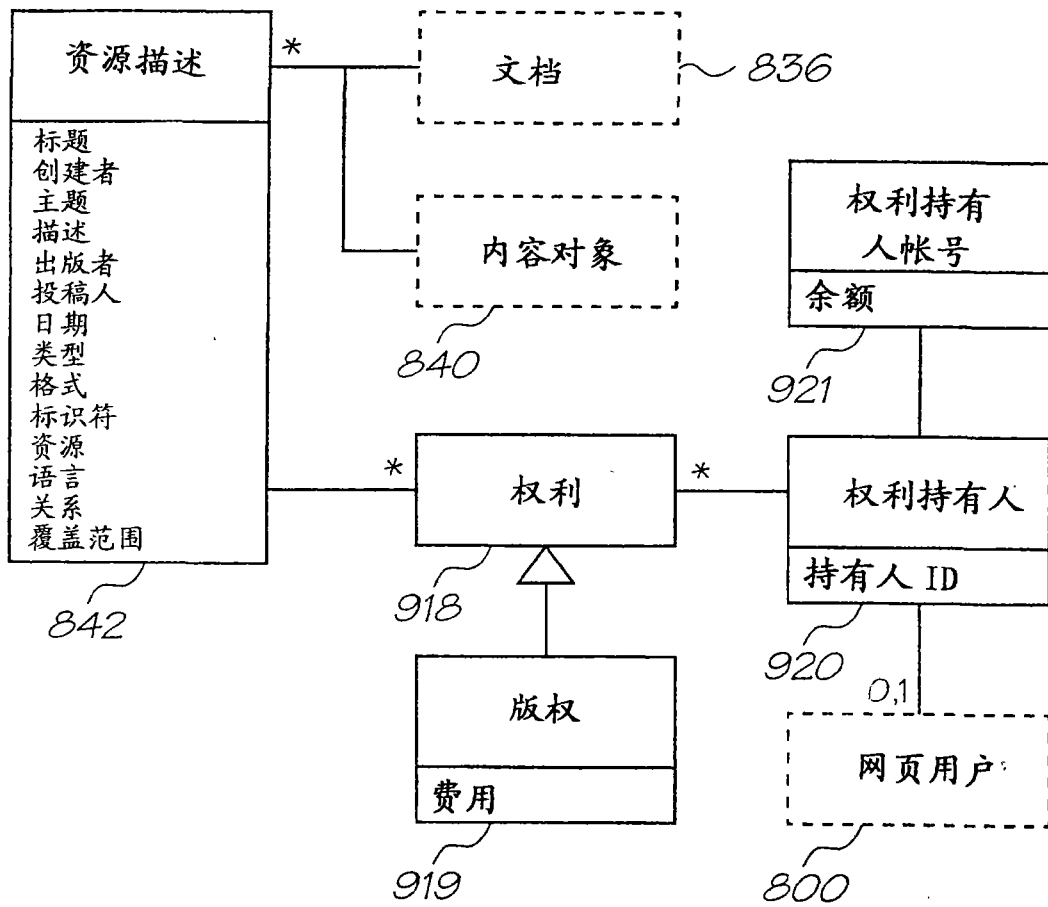 资源描述
标题
创建者
主题
描述
出版者
投稿人
日期
类型
格式
标识符
资源
语言
关系
覆盖范围
842
*
文档
836
内容对象
840
权利持有
人帐号
余额
921
*
权利
918
*
权利持有人
持有人 ID
920
版权
费用
919
0,1
网页用户
800